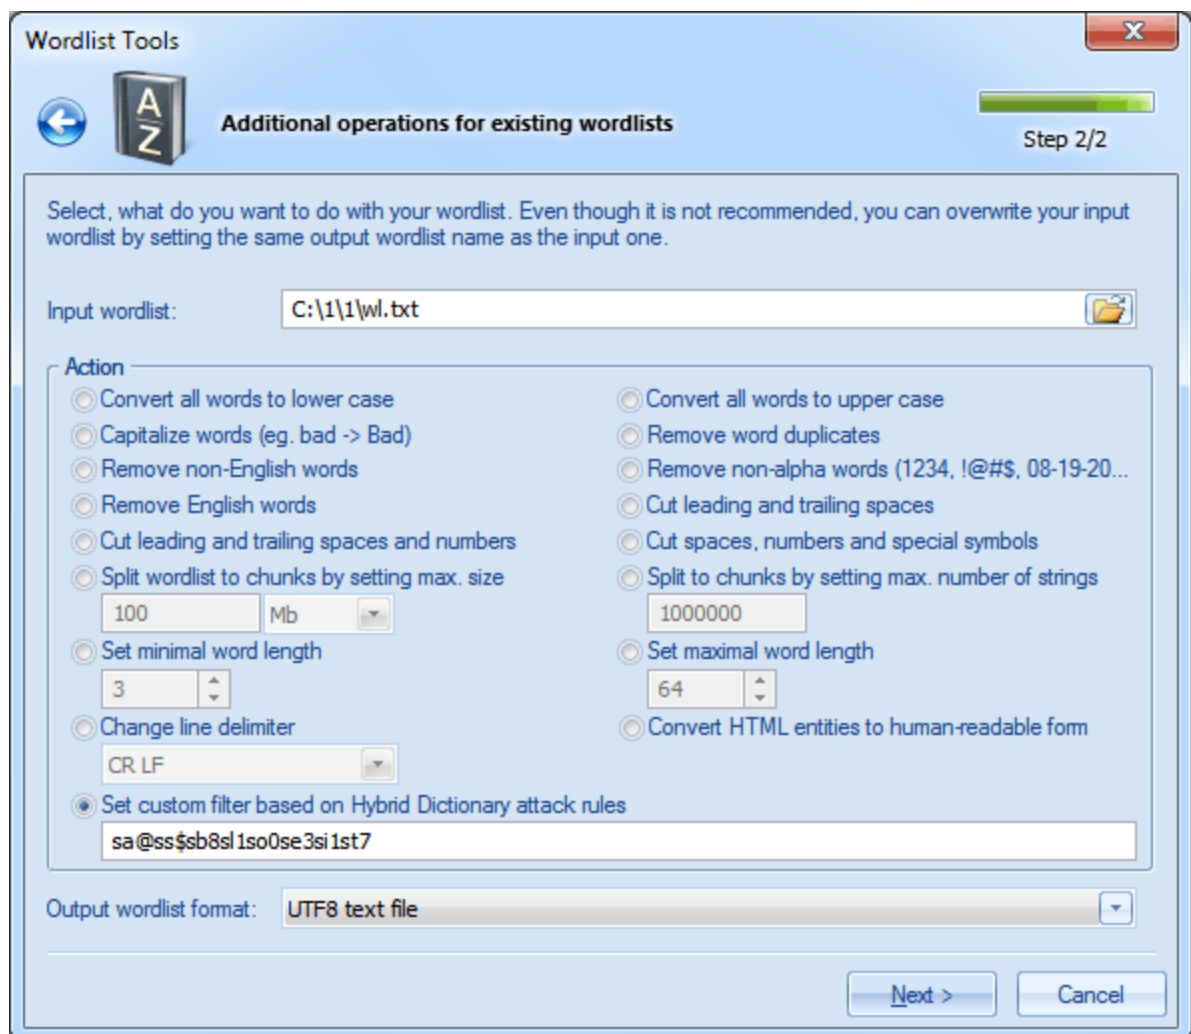 Wordlist Tools
A
Z
Additional operations for existing wordlists
Step 2/2
Select, what do you want to do with your wordlist. Even though it is not recommended, you can overwrite your input
wordlist by setting the same output wordlist name as the input one.
Input wordlist: C:\1\1\wl.txt
Action
Convert all words to lower case Convert all words to upper case
Capitalize words (eg. bad -> Bad) Remove word duplicates
Remove non-English words Remove non-alpha words (1234, !@#$, 08-19-20...
Remove English words Cut leading and trailing spaces
Cut leading and trailing spaces and numbers Cut spaces, numbers and special symbols
Split wordlist to chunks by setting max. size Split to chunks by setting max. number of strings
100 Mb 1000000
Set minimal word length Set maximal word length
3 64
Change line delimiter Convert HTML entities to human-readable form
CR LF
Set custom filter based on Hybrid Dictionary attack rules
sa@ss$sb8sl1so0se3si1st7
Output wordlist format: UTF8 text file
Next > Cancel